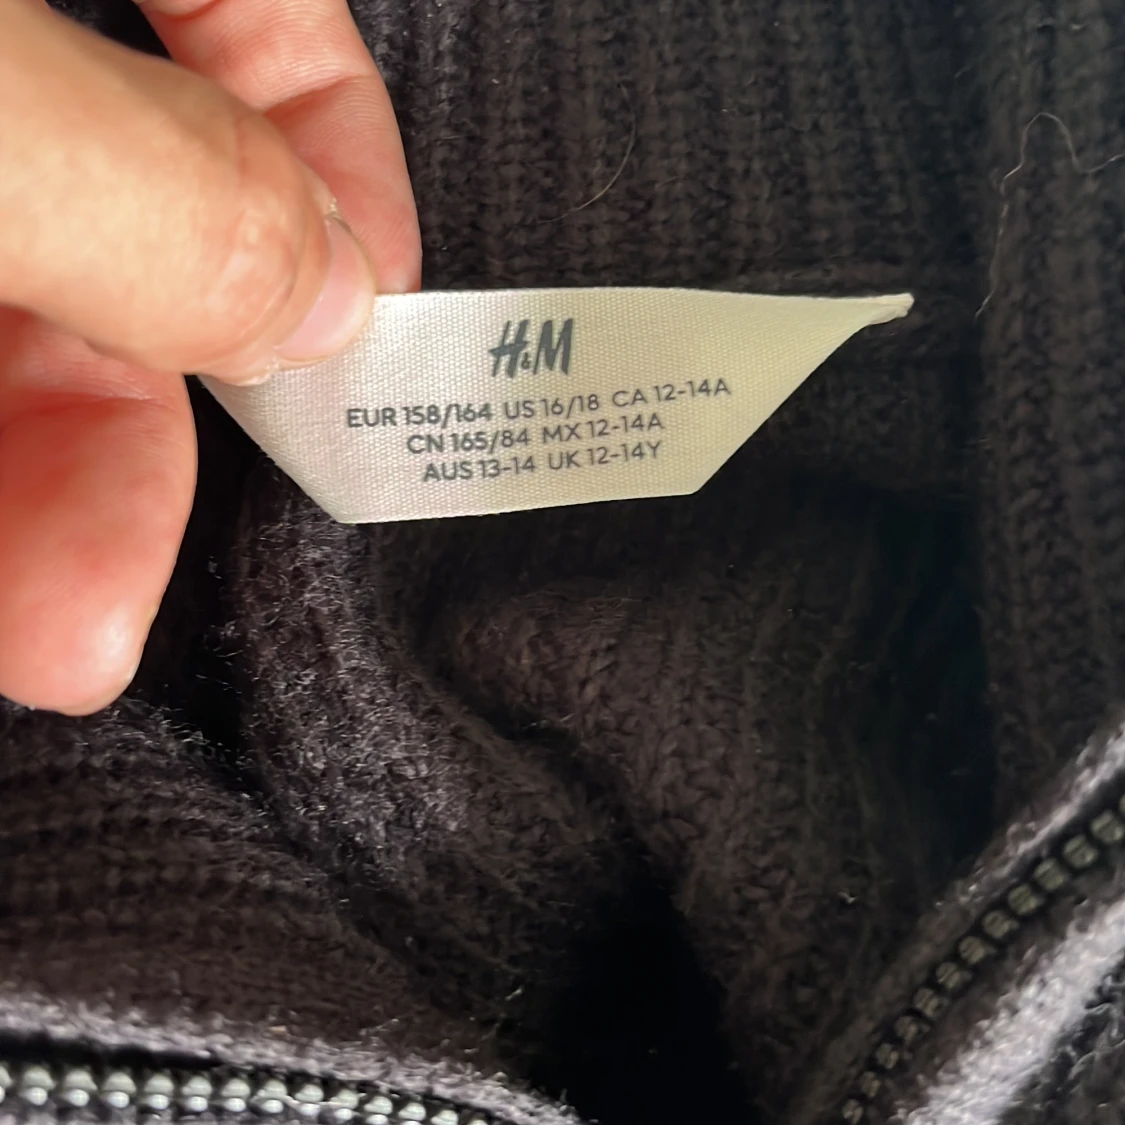 H&M
EUR 158/164 US 16/18 CA 12-14A
CN 165/84 MX 12-14A
AUS 13-14 UK 12-14Y